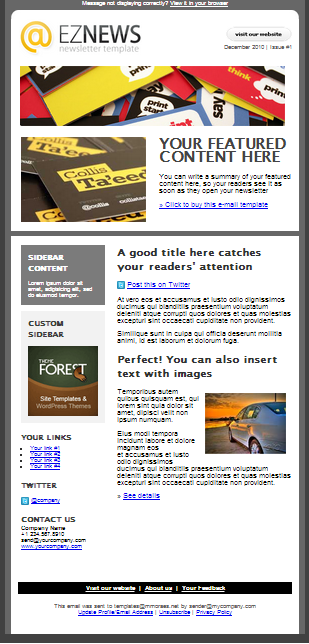 Message not displaying correctly? View it in your browser
@ EZNEWS
newsletter template
visit our website
December 2010 | Issue #1
think
print
say
Collis
Ta'eed
YOUR FEATURED
CONTENT HERE
You can write a summary of your featured
content here, so your readers see it as
soon as they open your newsletter
» Click to buy this e-mail template
SIDEBAR
CONTENT
Lorem ipsum dolor sit
amet, adipiscing elit, sed
do eiusmod tempor.
CUSTOM
SIDEBAR
THEME
FOREST
Site Templates &
WordPress Themes
YOUR LINKS
Your link #1
Your link #2
Your link #3
Your link #4
TWITTER
@company
CONTACT US
Company Name
+1 234.567.8910
send@yourcompany.com
www.yourcompany.com
A good title here catches
your readers' attention
Post this on Twitter
At vero eos et accusamus et iusto odio dignissimos
ducimus qui blanditiis praesentium voluptatum
deleniti atque corrupti quos dolores et quas molestias
excepturi sint occaecati cupiditate non provident.
Similique sunt in culpa qui officia deserunt mollitia
animi, id est laborum et dolorum fuga.
Perfect! You can also insert
text with images
Temporibus autem
quibus quisquam est, qui
lorem sint quia dolor sit
amet, dipisci velit non
ipsum numquam.
Eius modi tempora
incidunt labore et dolore
magnam eos
et accusamus et iusto
odio dignissimos
ducimus qui blanditiis praesentium voluptatum
deleniti atque corrupti quos dolores et quas molestias
excepturi sint occaecati cupiditate non provident.
» See details
Visit our website | About us | Your Feedback
This email was sent to templates@mmoraes.net by sender@mycompany.com
Update Profile/Email Address | Unsubscribe | Privacy Policy